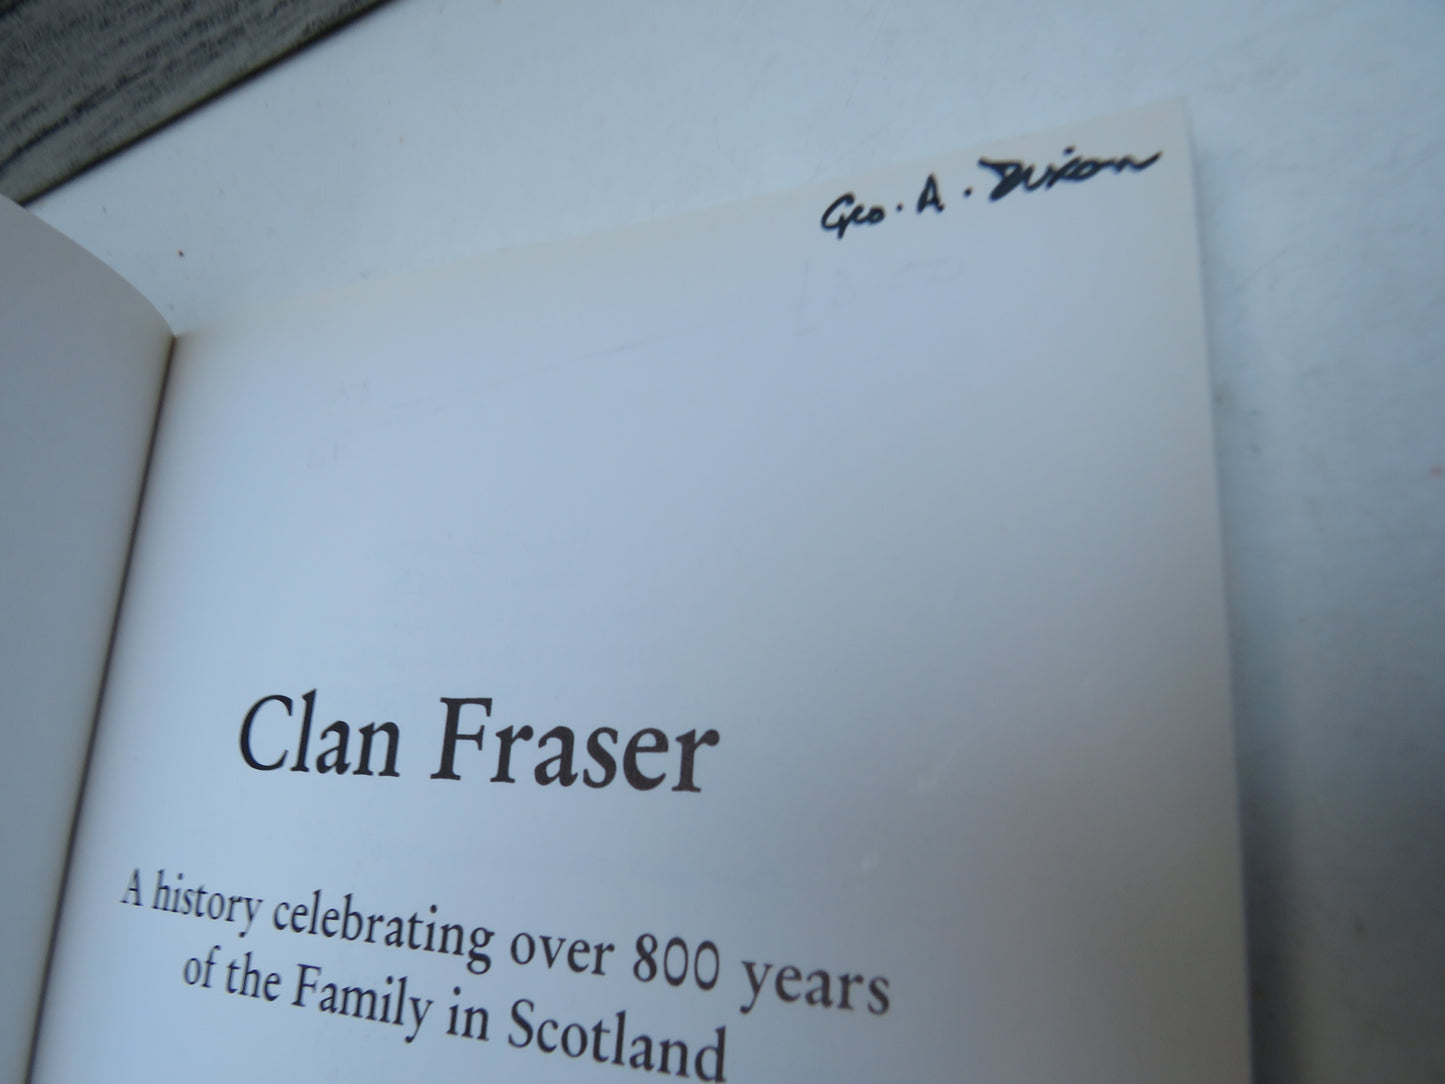 Geo. A. Dixon
Clan Fraser
A history celebrating over 800 years
of the Family in Scotland